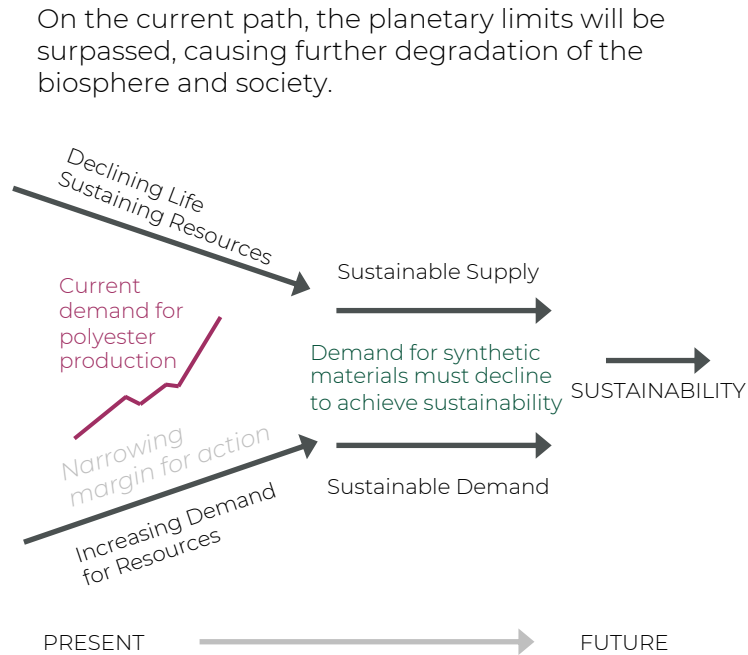 On the current path, the planetary limits will be
surpassed, causing further degradation of the
biosphere and society.
Declining Life
Sustaining Resources
Current
demand for
polyester
production
Narrowing
margin for action
Increasing Demand
for Resources
Sustainable Supply
Demand for synthetic
materials must decline
to achieve sustainability
Sustainable Demand
SUSTAINABILITY
PRESENT
FUTURE